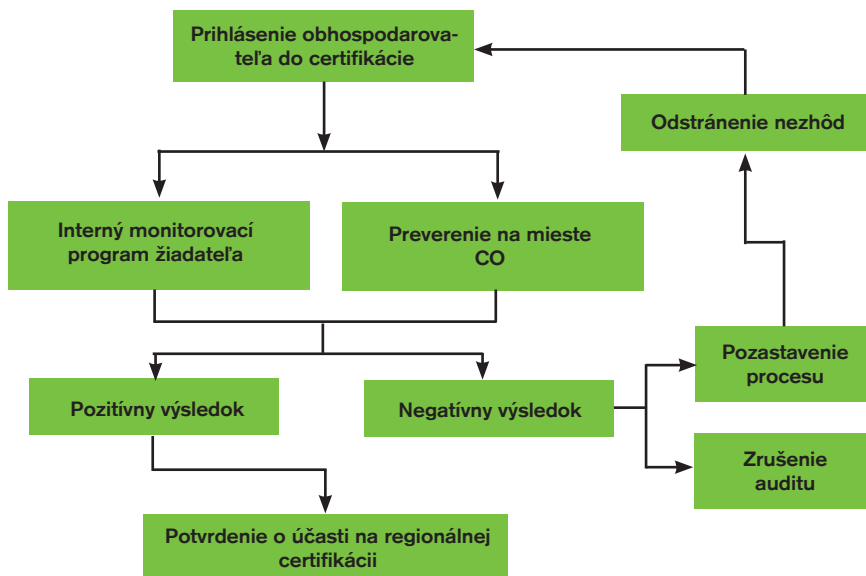 Prihlásenie obhospodarova-
teľa do certifikácie
Odstránenie nezhôd
Interný monitorovací
program žiadateľa
Preverenie na mieste
CO
Pozastavenie
procesu
Pozitívny výsledok
Negatívny výsledok
Zrušenie
auditu
Potvrdenie o účasti na regionálnej
certifikácii